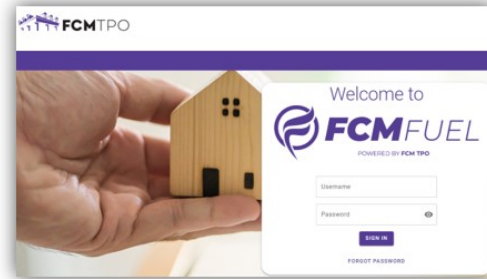 FCMTPO
Welcome to
FCMFUEL
POWERED BY FCM TPO
Username
Password
SIGN IN
FORGOT PASSWORD